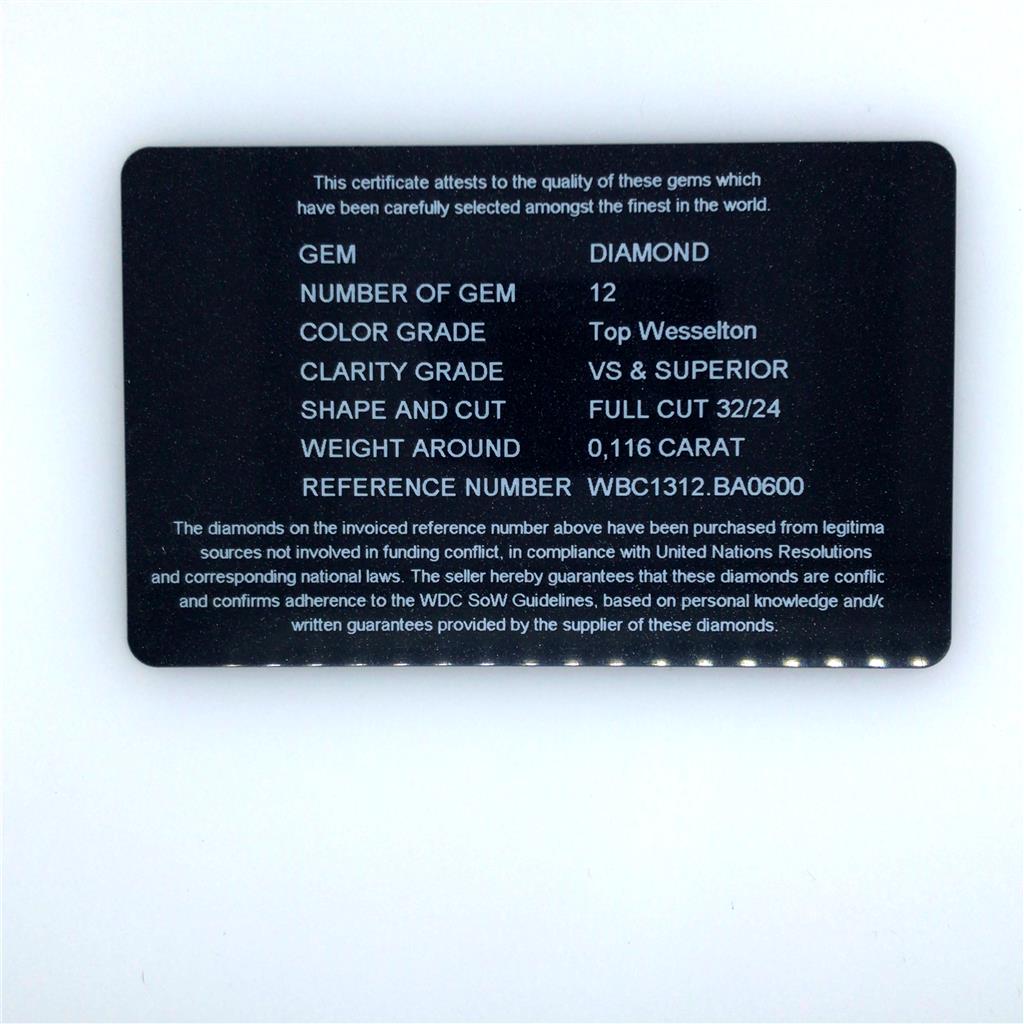 This certificate attests to the quality of these gems which
have been carefully selected amongst the finest in the world.
GEM DIAMOND
NUMBER OF GEM 12
COLOR GRADE Top Wesselton
CLARITY GRADE VS & SUPERIOR
SHAPE AND CUT FULL CUT 32/24
WEIGHT AROUND 0,116 CARAT
REFERENCE NUMBER WBC1312.BA0600
The diamonds on the invoiced reference number above have been purchased from legitima
sources not involved in funding conflict, in compliance with United Nations Resolutions
and corresponding national laws. The seller hereby guarantees that these diamonds are conflic
and confirms adherence to the WDC SoW Guidelines, based on personal knowledge and/
written guarantees provided by the supplier of these diamonds.